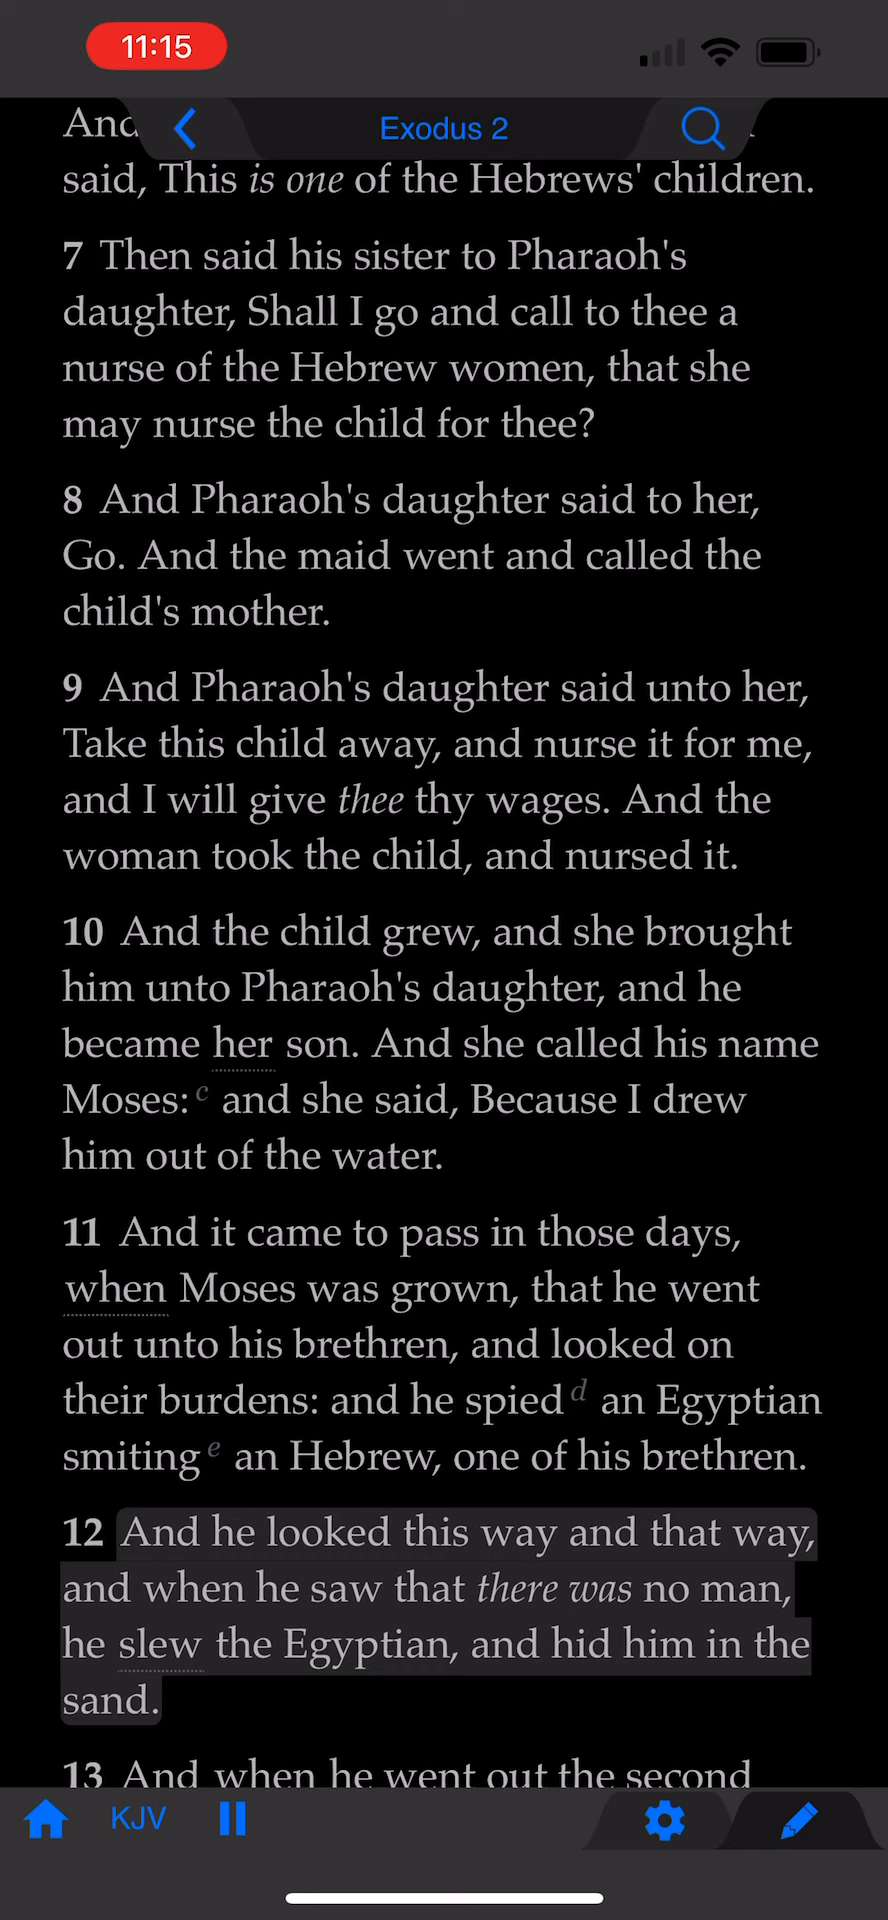 11:15
And
Exodus 2
said, This is one of the Hebrews' children.
7 Then said his sister to Pharaoh's
daughter, Shall I go and call to thee a
nurse of the Hebrew women, that she
may nurse the child for thee?
8 And Pharaoh's daughter said to her,
Go. And the maid went and called the
child's mother.
9 And Pharaoh's daughter said unto her,
Take this child away, and nurse it for me,
and I will give thee thy wages. And the
woman took the child, and nursed it.
10 And the child grew, and she brought
him unto Pharaoh's daughter, and he
became her son. And she called his name
Moses: c and she said, Because I drew
him out of the water.
11 And it came to pass in those days,
when Moses was grown, that he went
out unto his brethren, and looked on
their burdens: and he spied d an Egyptian
smiting e an Hebrew, one of his brethren.
12 And he looked this way and that way,
and when he saw that there was no man,
he slew the Egyptian, and hid him in the
sand.
13 And when he went out the second
KJV